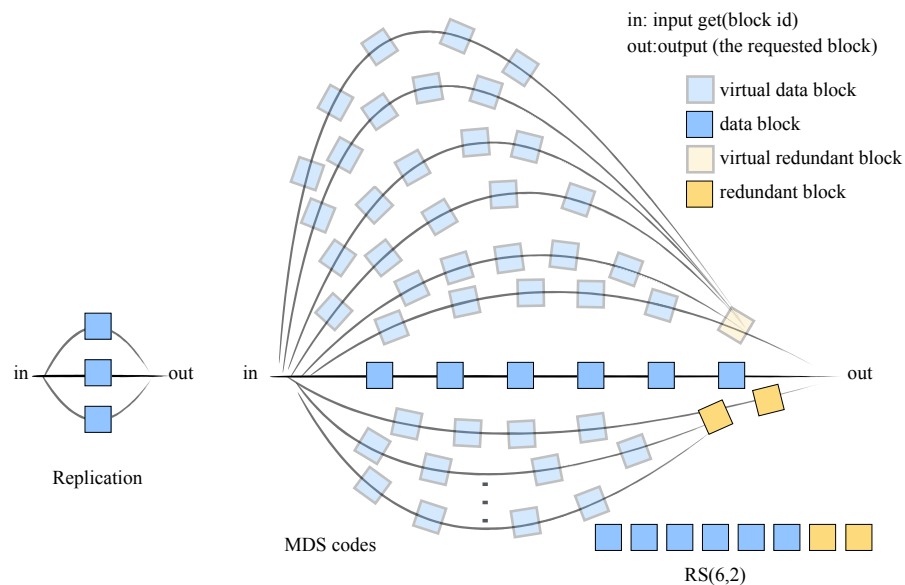 in: input get(block id)
out:output (the requested block)
virtual data block
data block
virtual redundant block
redundant block
in
out
Replication
in
out
MDS codes
RS(6,2)